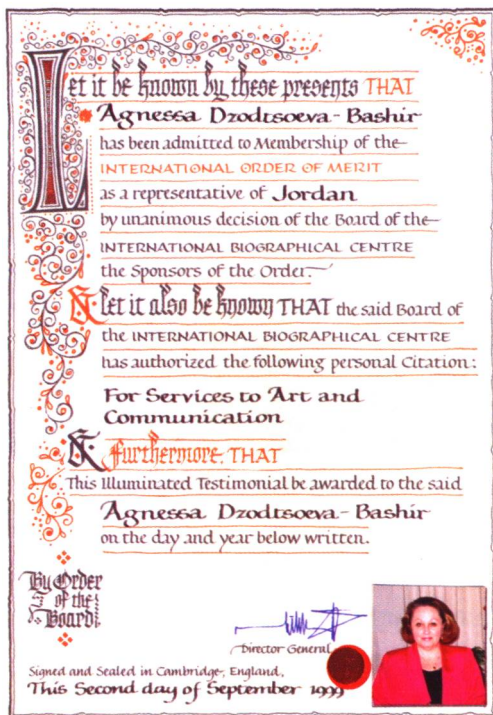 Let it be known by these presents THAT
Agnessa Dzodtsoeva-Bashir
has been admitted to Membership of the
INTERNATIONAL ORDER OF MERIT
as a representative of Jordan
by unanimous decision of the Board of the
INTERNATIONAL BIOGRAPHICAL CENTRE
the Sponsors of the Order.
& let it also be known THAT the said Board of
the INTERNATIONAL BIOGRAPHICAL CENTRE
has authorized the following personal Citation:
For Services to Art and
Communication
& furthermore THAT
This Illuminated Testimonial be awarded to the said
Agnessa Dzodtsoeva-Bashir
on the day and year below written.
By Order
of the
Board:
Director General
Signed and Sealed in Cambridge, England,
This Second day of September 1999